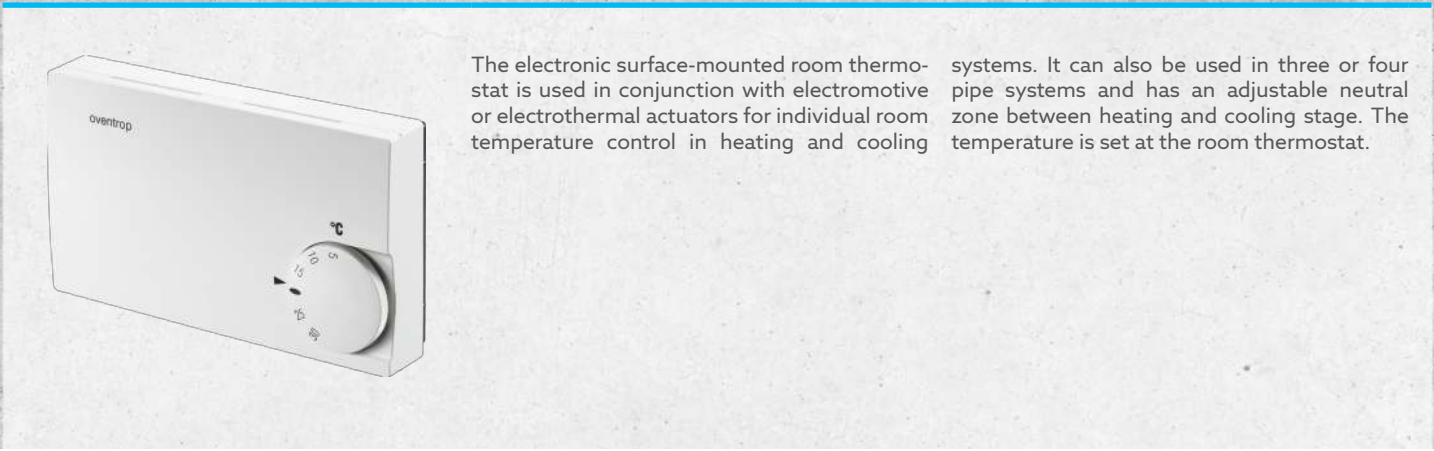 The electronic surface-mounted room thermo-
stat is used in conjunction with electromotive
or electrothermal actuators for individual room
temperature control in heating and cooling
systems. It can also be used in three or four
pipe systems and has an adjustable neutral
zone between heating and cooling stage. The
temperature is set at the room thermostat.
oventrop
°C
5
10
15